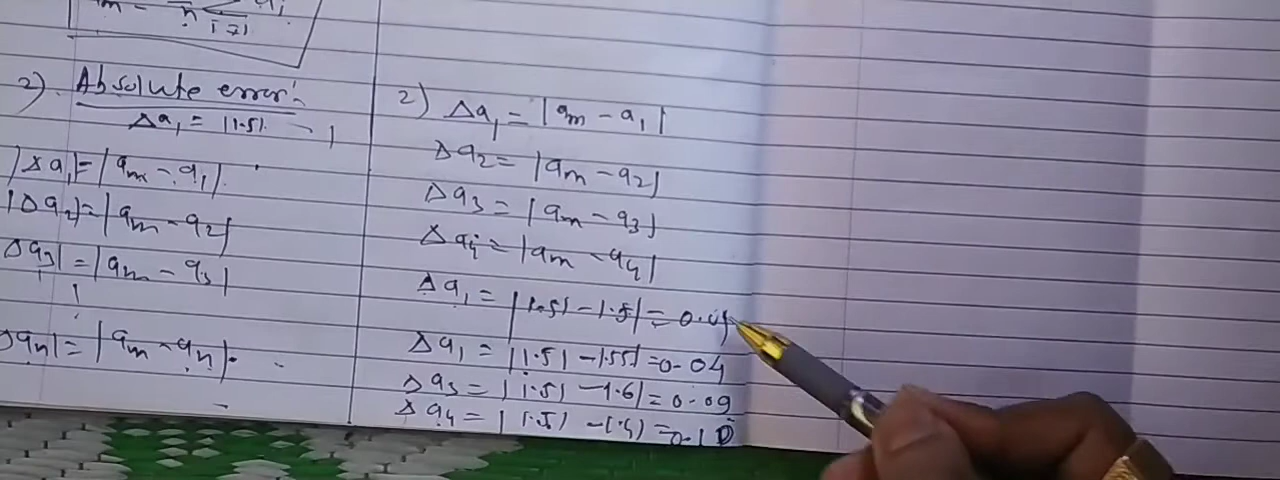 2). Absolute error:
Δa₁ = |1.51 - 1
|Δa₁| = |aₘ - a₁|
|Δa₂| = |aₘ - a₂|
Δa₃| = |aₘ - a₃|
Δaₙ| = |aₘ - aₙ|.
2) Δa₁ = |aₘ - a₁|
Δa₂ = |aₘ - a₂|
Δa₃ = |aₘ - a₃|
Δa₄ = |aₘ - a₄|
Δa₁ = |1.51 - 1.5| = 0.01
Δa₁ = |1.51 - 1.55| = 0.04
Δa₃ = |1.51 - 1.6| = 0.09
Δa₄ = |1.51 - 1.4| = 0.10